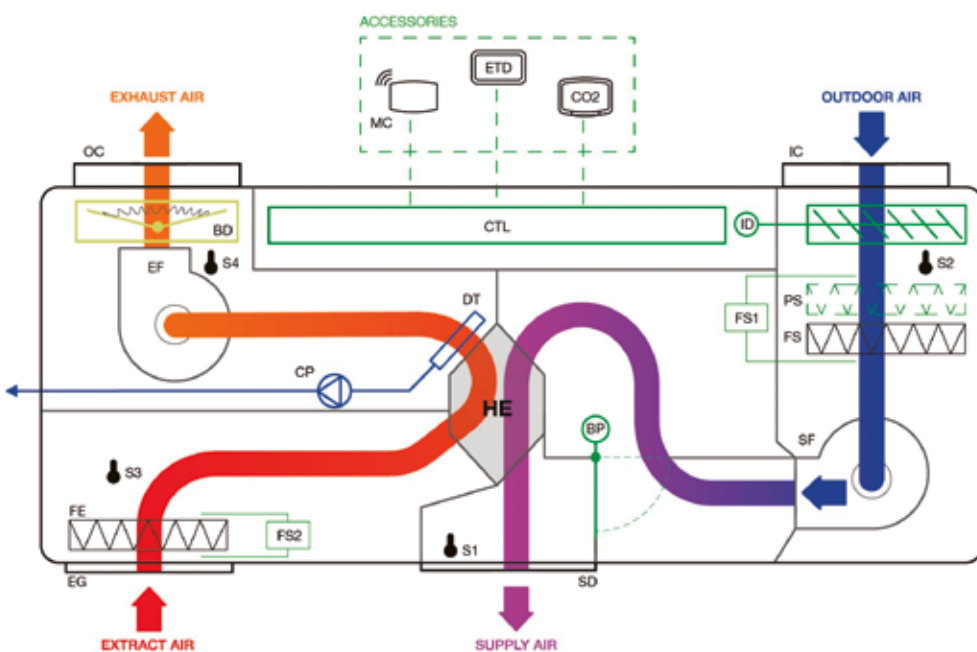 ACCESSORIES
ETD
CO2
MC
EXHAUST AIR
OUTDOOR AIR
OC
IC
BD
CTL
ID
EF
S4
S2
DT
PS
FS1
FS
CP
HE
BP
SF
S3
FE
FS2
S1
EG
SD
EXTRACT AIR
SUPPLY AIR